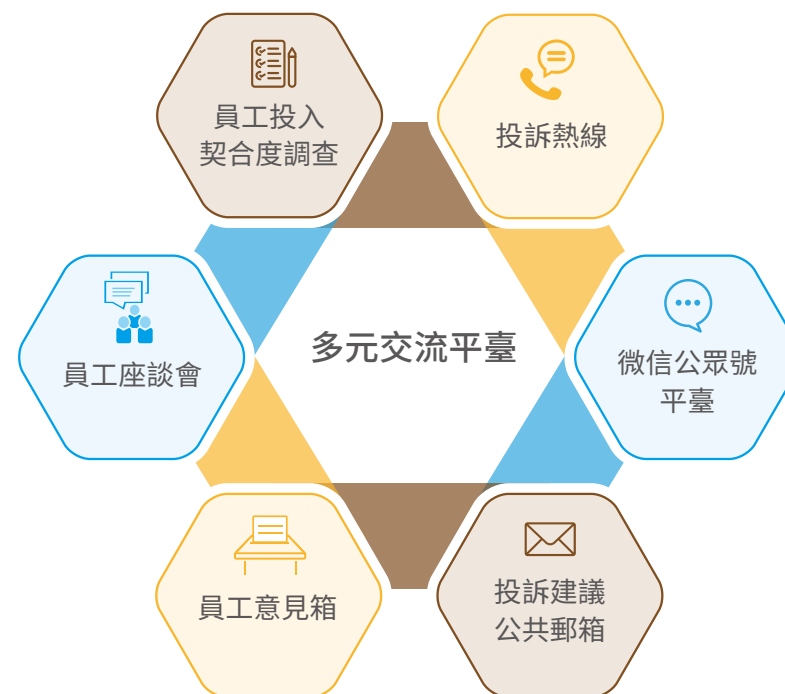 員工投入
契合度調查
投訴熱線
員工座談會
多元交流平臺
微信公眾號
平臺
員工意見箱
投訴建議
公共郵箱